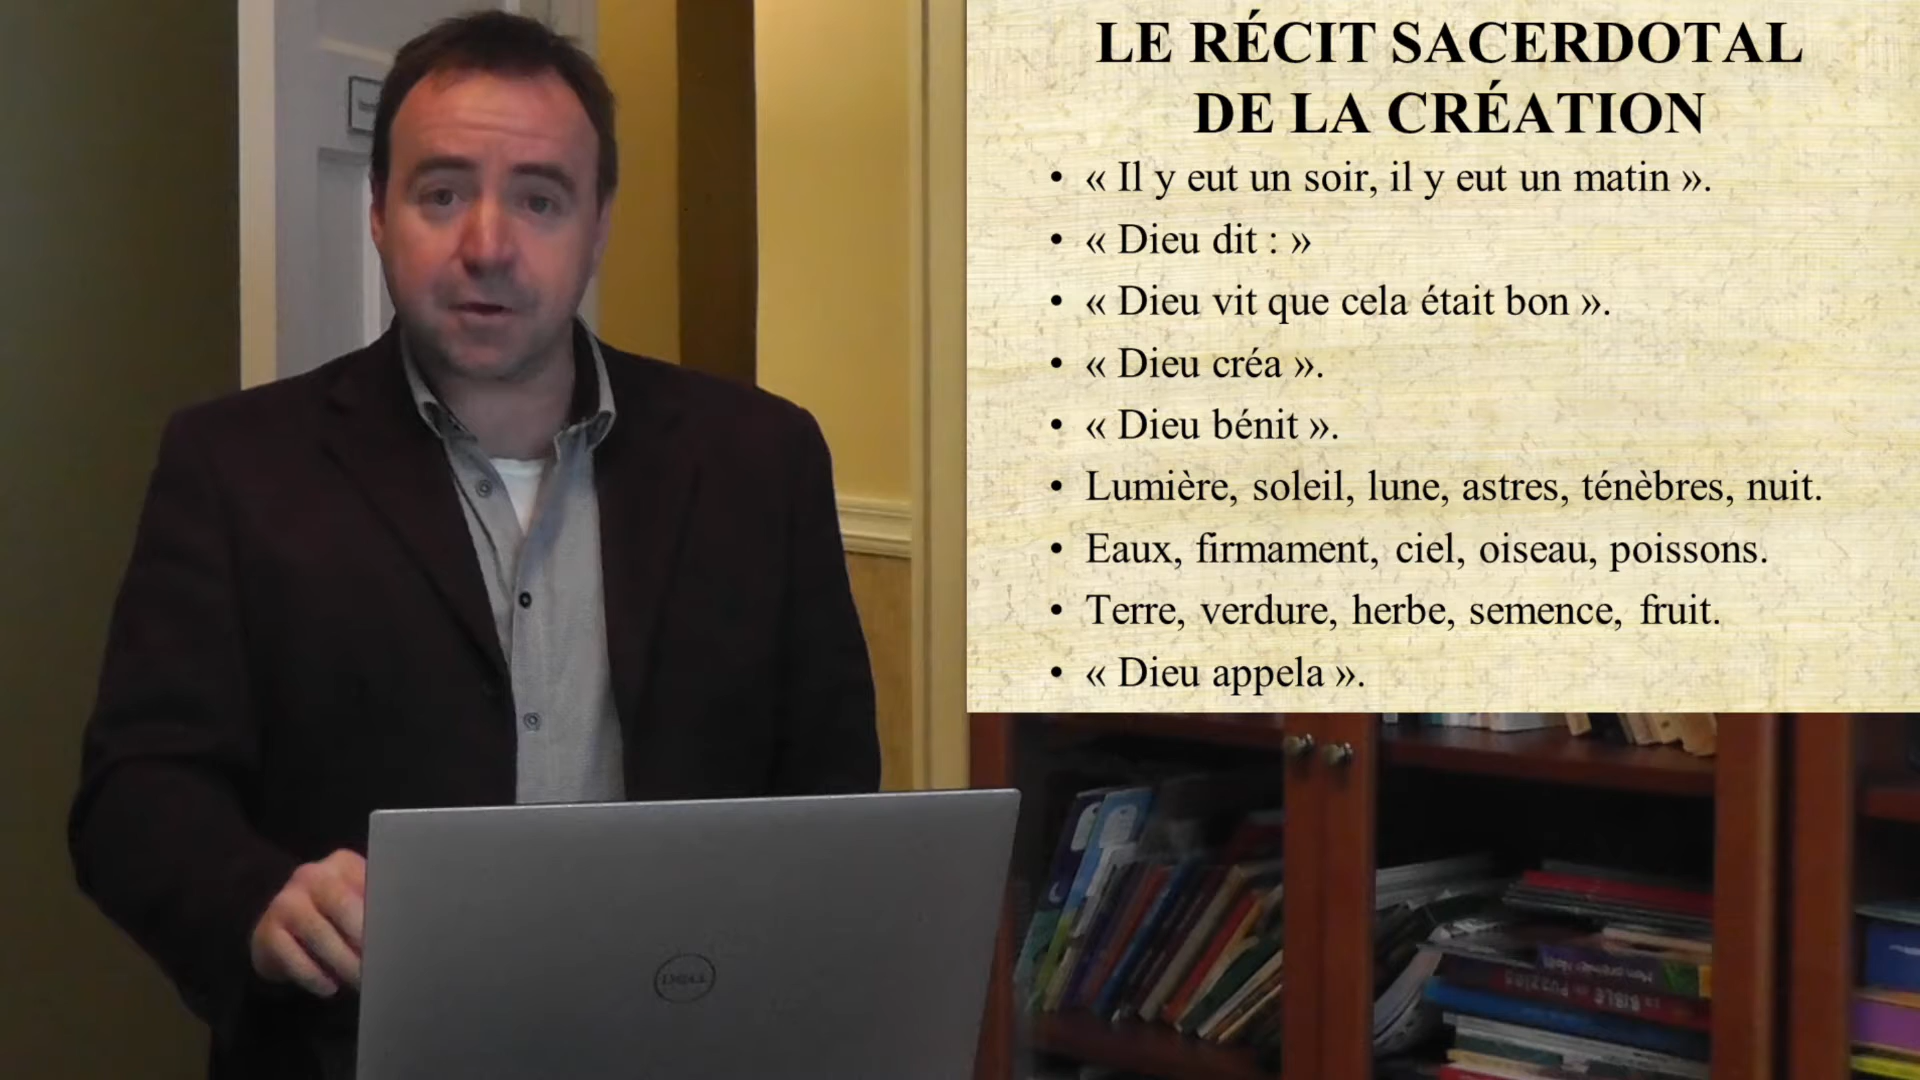 LE RÉCIT SACERDOTAL
DE LA CRÉATION
• « Il y eut un soir, il y eut un matin ».
• « Dieu dit : »
• « Dieu vit que cela était bon ».
• « Dieu créa ».
• « Dieu bénit ».
• Lumière, soleil, lune, astres, ténèbres, nuit.
• Eaux, firmament, ciel, oiseau, poissons.
• Terre, verdure, herbe, semence, fruit.
• « Dieu appela ».
DELL